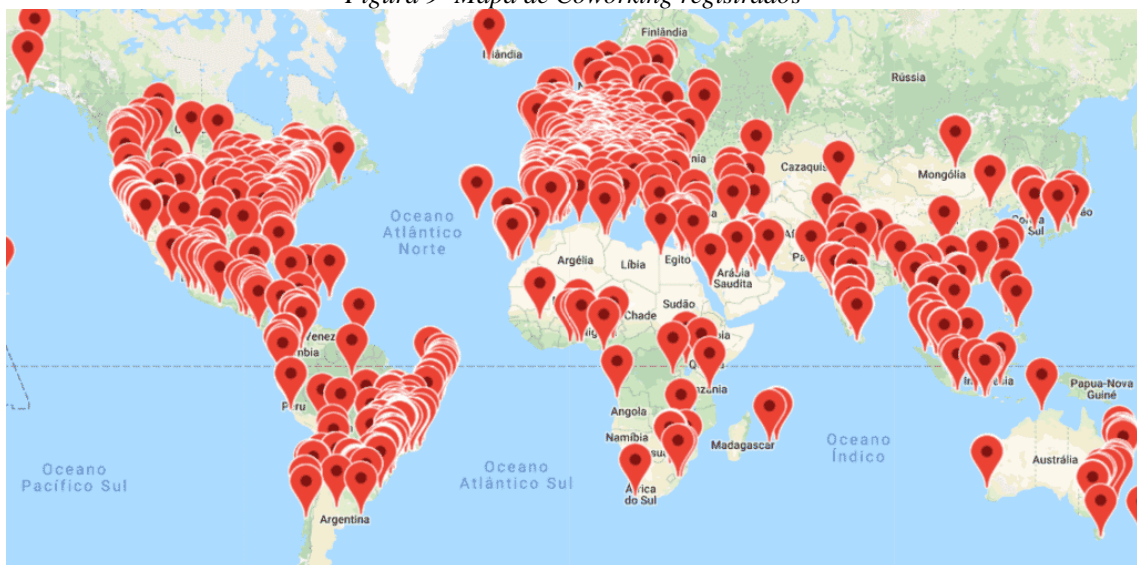 Figura 9- Mapa de Coworking registrados
Finlândia
Islândia
Rússia
Cazaquis
Mongólia
Oceano
Atlântico
Norte
Argélia
Líbia
Egito
Arábia
Saudita
Sudão
Chade
Sul
Peru
Angola
Namíbia
Madagascar
África
do Sul
Papua-Nova
Guiné
Austrália
Oceano
Índico
Oceano
Pacífico Sul
Oceano
Atlântico Sul
Argentina